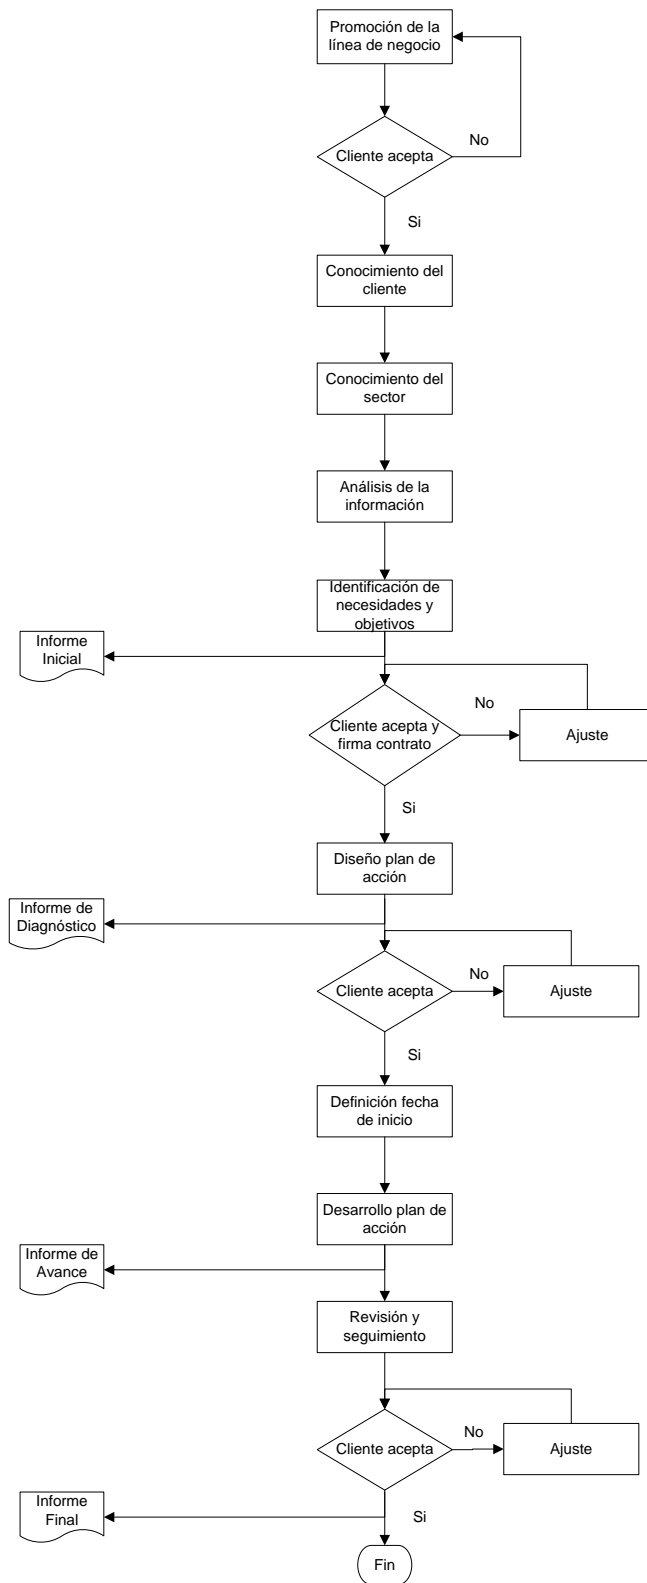 Promoción de la
línea de negocio
No
Cliente acepta
Si
Conocimiento del
cliente
Conocimiento del
sector
Análisis de la
información
Identificación de
necesidades y
objetivos
Informe
Inicial
No
Cliente acepta y
firma contrato
Ajuste
Si
Diseño plan de
acción
Informe de
Diagnóstico
No
Cliente acepta
Ajuste
Si
Definición fecha
de inicio
Desarrollo plan de
acción
Informe de
Avance
Revisión y
seguimiento
No
Cliente acepta
Ajuste
Informe
Final
Si
Fin